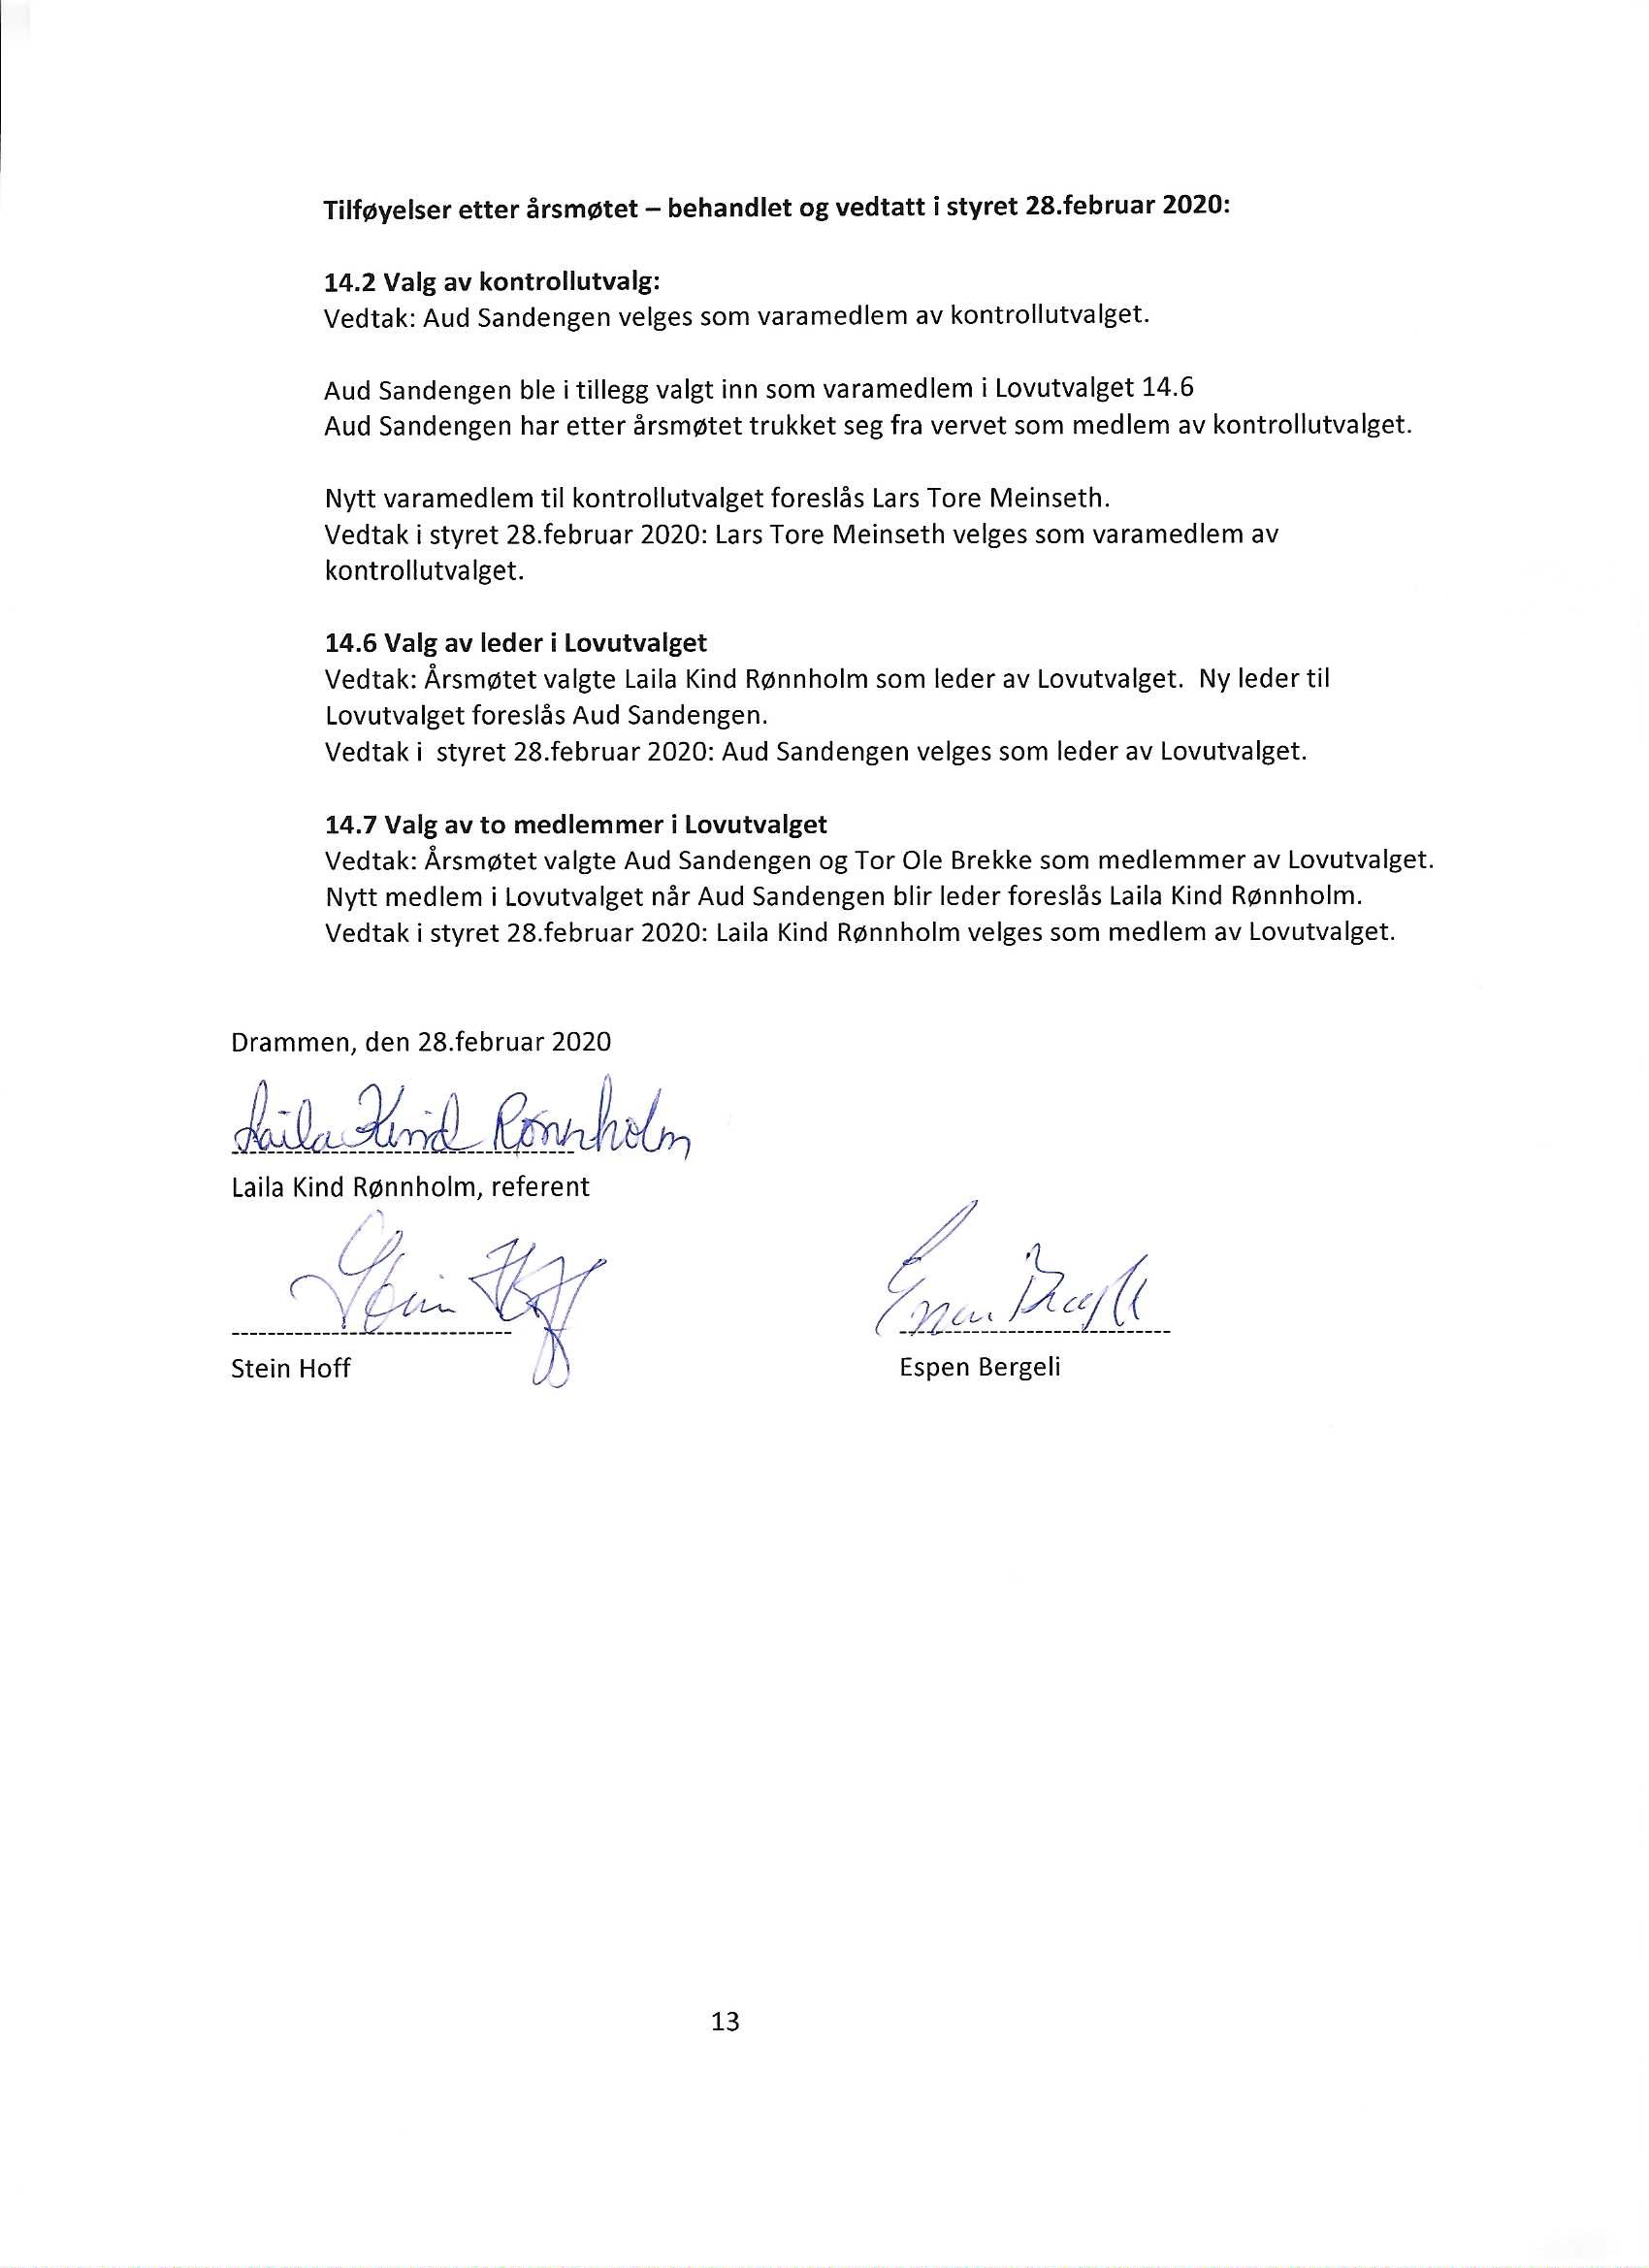 Tilføyelser etter årsmøtet – behandlet og vedtatt i styret 28.februar 2020:
14.2 Valg av kontrollutvalg:
Vedtak: Aud Sandengen velges som varamedlem av kontrollutvalget.
Aud Sandengen ble i tillegg valgt inn som varamedlem i Lovutvalget 14.6
Aud Sandengen har etter årsmøtet trukket seg fra vervet som medlem av kontrollutvalget.
Nytt varamedlem til kontrollutvalget foreslås Lars Tore Meinseth.
Vedtak i styret 28.februar 2020: Lars Tore Meinseth velges som varamedlem av
kontrollutvalget.
14.6 Valg av leder i Lovutvalget
Vedtak: Årsmøtet valgte Laila Kind Rønnholm som leder av Lovutvalget.  Ny leder til
Lovutvalget foreslås Aud Sandengen.
Vedtak i  styret 28.februar 2020: Aud Sandengen velges som leder av Lovutvalget.
14.7 Valg av to medlemmer i Lovutvalget
Vedtak: Årsmøtet valgte Aud Sandengen og Tor Ole Brekke som medlemmer av Lovutvalget.
Nytt medlem i Lovutvalget når Aud Sandengen blir leder foreslås Laila Kind Rønnholm.
Vedtak i styret 28.februar 2020: Laila Kind Rønnholm velges som medlem av Lovutvalget.
Drammen, den 28.februar 2020
Laila Kind Rønnholm
Laila Kind Rønnholm, referent
Stein Hoff
Stein Hoff Espen Bergeli
13